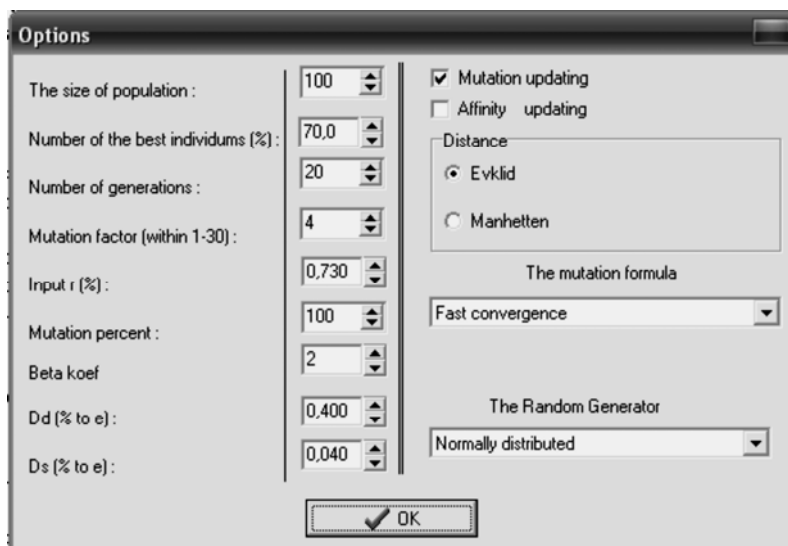 Options
The size of population : 100
Number of the best individums (%) : 70,0
Number of generations : 20
Mutation factor (within 1-30) : 4
Input r (%) : 0,730
Mutation percent : 100
Beta koef 2
Dd (% to e) : 0,400
Ds (% to e) : 0,040
Mutation updating
Affinity updating
Distance
Evklid
Manhetten
The mutation formula
Fast convergence
The Random Generator
Normally distributed
OK